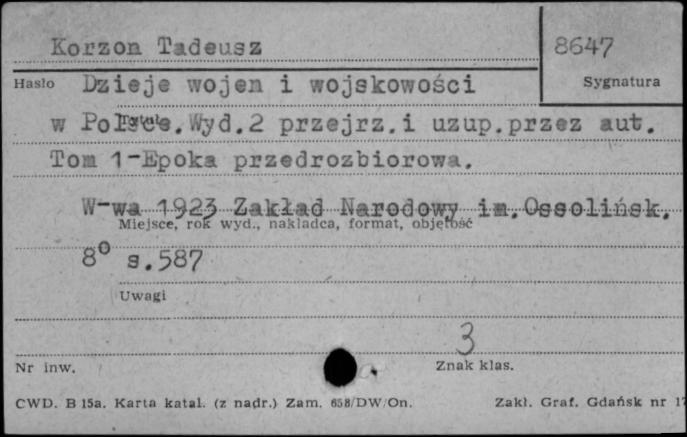 Korzon Tadeusz
8647
Hasło Dzieje wojen i wojskowości
Sygnatura
w Polsce.Wyd.2 przejrz.i uzup.przez aut.
Tytuł
Tom 1-Epoka przedrozbiorowa.
W-wa 1923 Zakład Narodowy im.Ossolińsk.
Miejsce, rok wyd., nakładca, format, objętość
8° s.587
Uwagi
3
Nr inw.
Znak klas.
CWD. B 15a. Karta katal. (z nadr.) Zam. 658/DW/On.
Zakł. Graf. Gdańsk nr 17